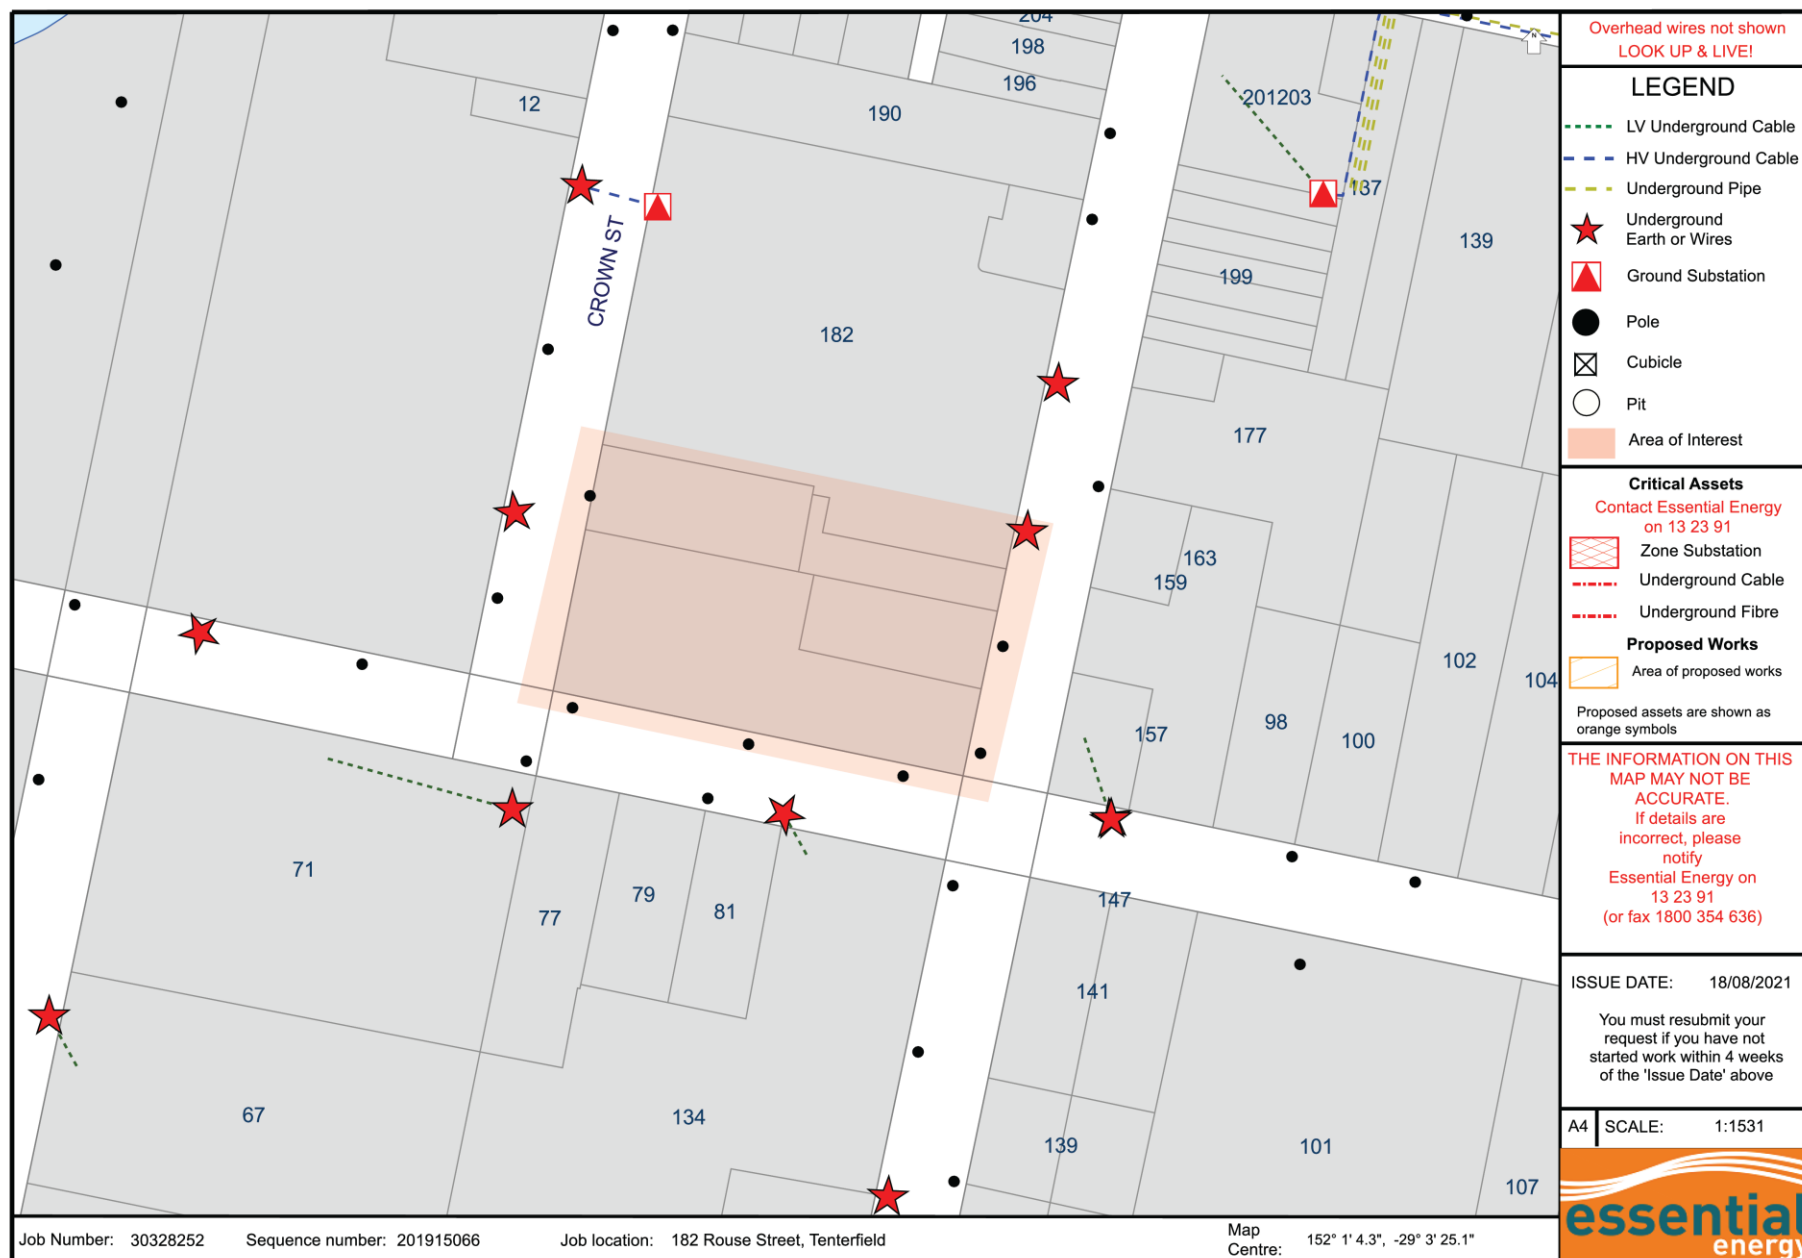 204
198
196
190
12
201203
137
139
199
182
CROWN ST
177
163
159
102
104
157
98
100
71
79
77
81
147
141
67
134
139
101
107
Overhead wires not shown
LOOK UP & LIVE!
N
LEGEND
LV Underground Cable
HV Underground Cable
Underground Pipe
Underground
Earth or Wires
Ground Substation
Pole
Cubicle
Pit
Area of Interest
Critical Assets
Contact Essential Energy
on 13 23 91
Zone Substation
Underground Cable
Underground Fibre
Proposed Works
Area of proposed works
Proposed assets are shown as
orange symbols
THE INFORMATION ON THIS
MAP MAY NOT BE
ACCURATE.
If details are
incorrect, please
notify
Essential Energy on
13 23 91
(or fax 1800 354 636)
ISSUE DATE: 18/08/2021
You must resubmit your
request if you have not
started work within 4 weeks
of the 'Issue Date' above
A4 SCALE: 1:1531
essential
energy
Job Number: 30328252 Sequence number: 201915066 Job location: 182 Rouse Street, Tenterfield
Map
Centre: 152° 1' 4.3", -29° 3' 25.1"